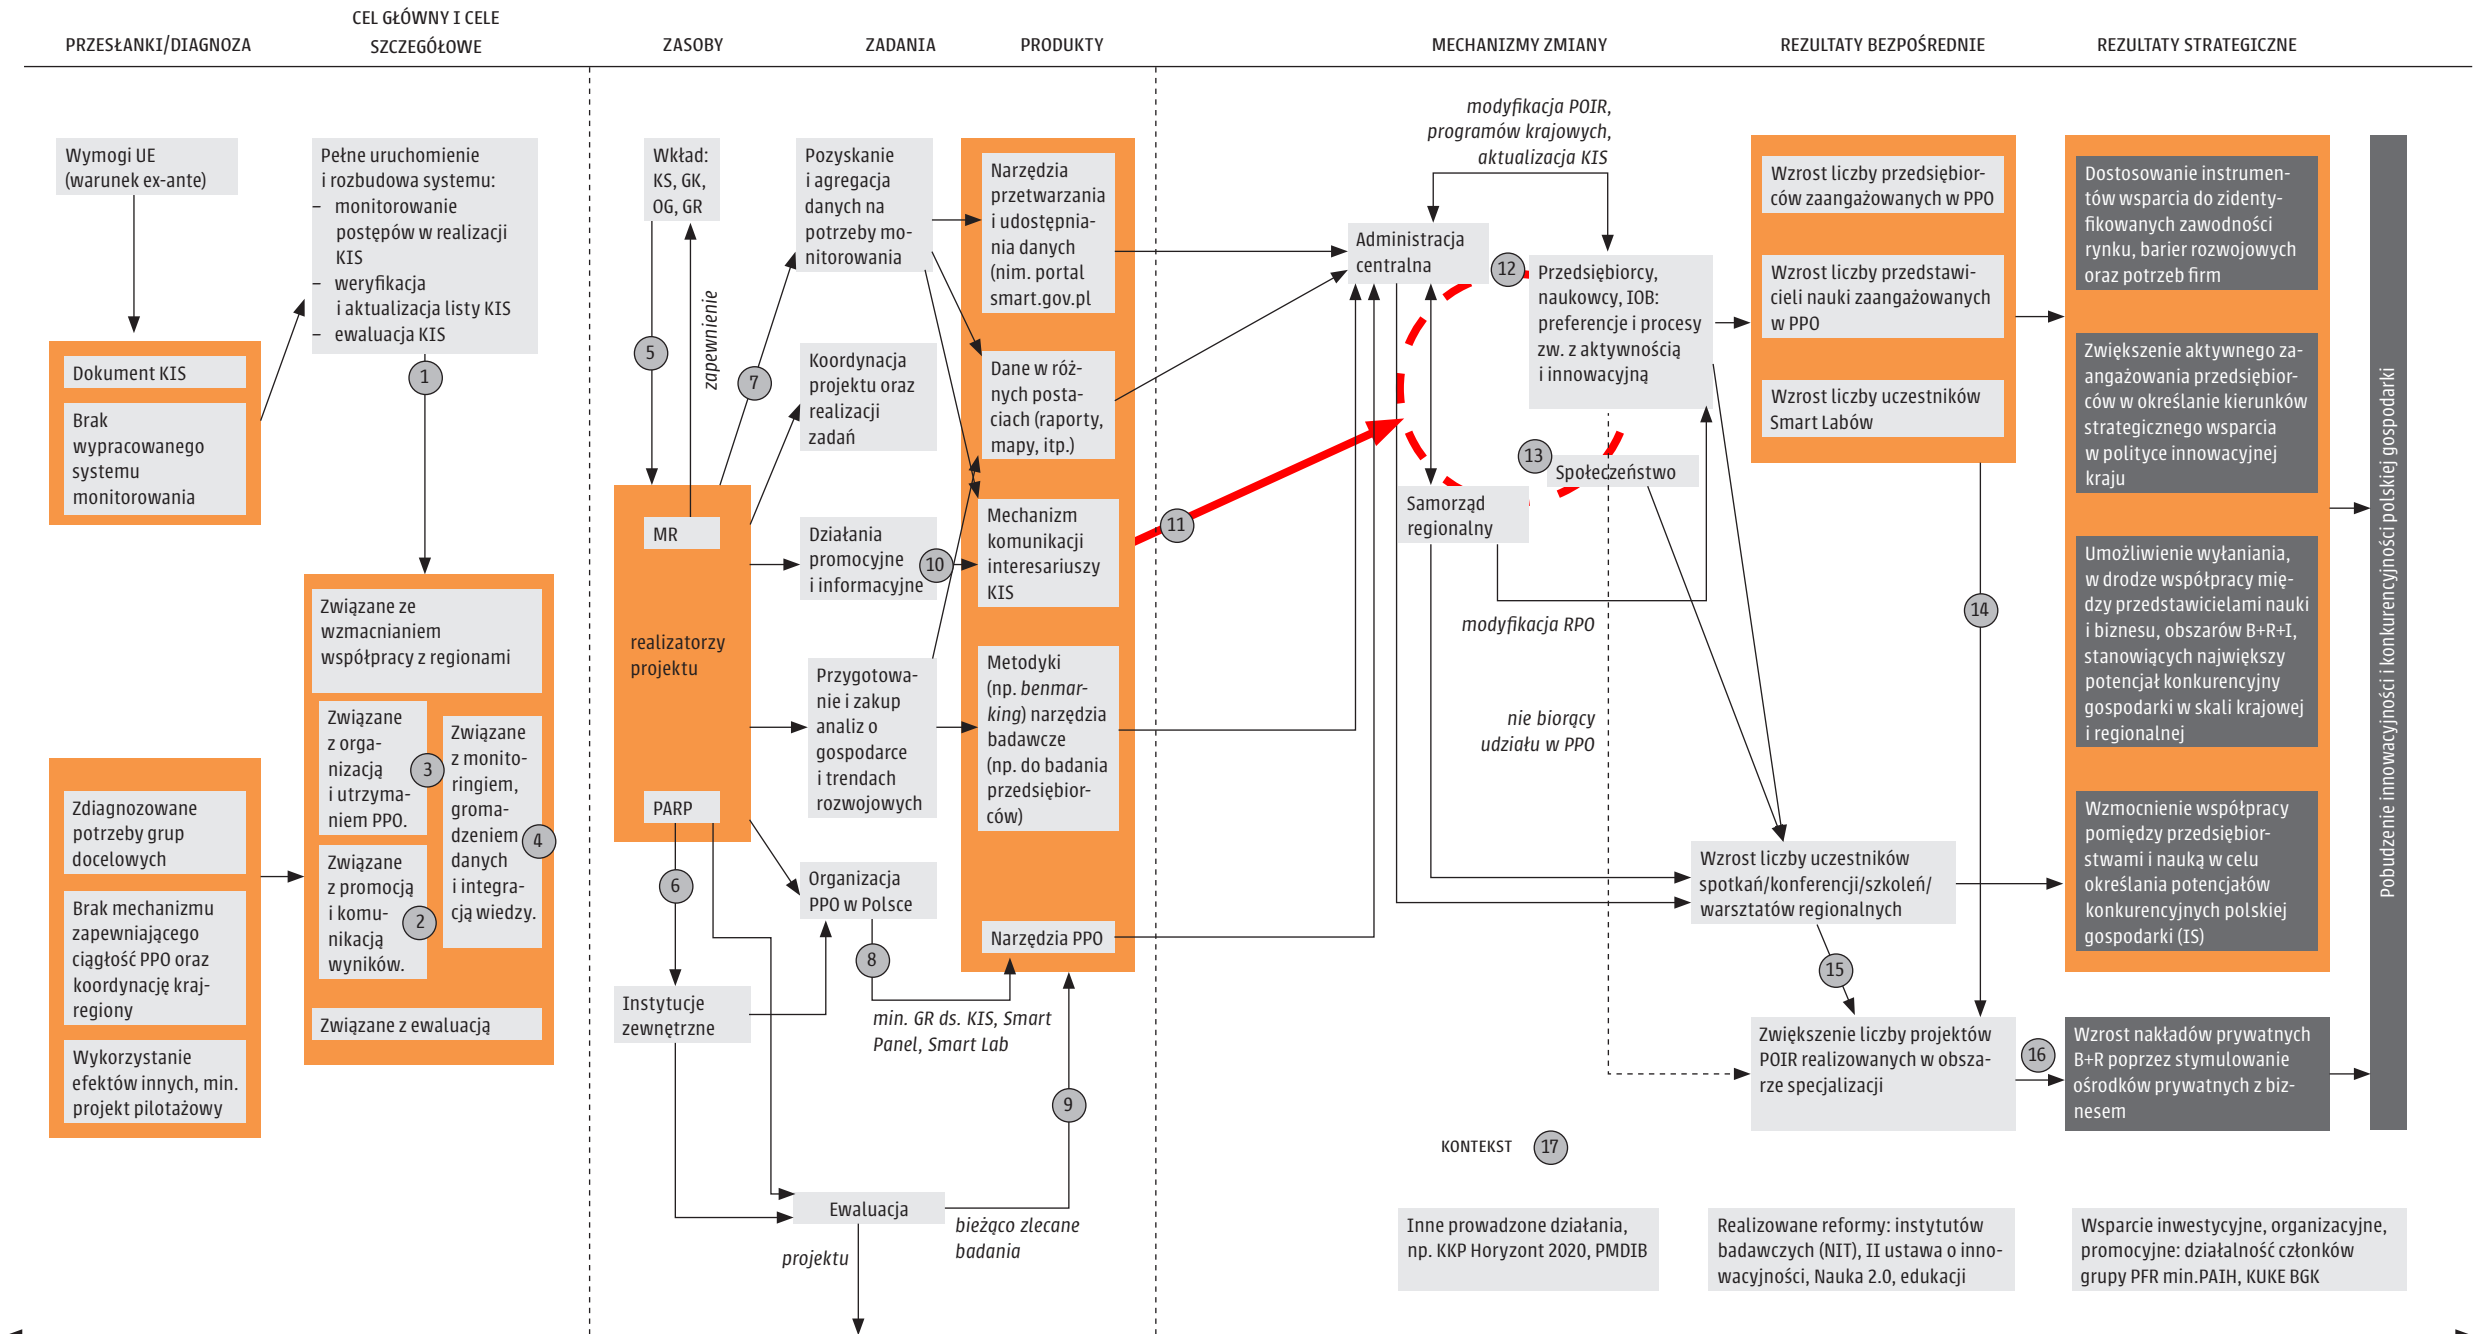 CEL GŁÓWNY I CELE
SZCZEGÓŁOWE
PRZESŁANKI/DIAGNOZA
ZASOBY
ZADANIA
PRODUKTY
MECHANIZMY ZMIANY
REZULTATY BEZPOŚREDNIE
REZULTATY STRATEGICZNE
Wymogi UE
(warunek ex-ante)
Dokument KIS
Brak
wypracowanego
systemu
monitorowania
Zdiagnozowane
potrzeby grup
docelowych
Brak mechanizmu
zapewniającego
ciągłość PPO oraz
koordynację kraj-
regiony
Wykorzystanie
efektów innych, min.
projekt pilotażowy
Pełne uruchomienie
i rozbudowa systemu:
– monitorowanie
postępów w realizacji
KIS
– weryfikacja
i aktualizacja listy KIS
– ewaluacja KIS
1
Związane ze
wzmacnianiem
współpracy z regionami
Związane
z orga-
nizacją
i utrzyma-
niem PPO.
3
Związane
z promocją
i komu-
nikacją
wyników.
2
Związane
z monito-
ringiem,
groma-
dzeniem
danych
i integra-
cją wiedzy.
4
Związane z ewaluacją
Wkład:
KS, GK,
OG, GR
5
zapewnienie
7
MR
realizatorzy
projektu
PARP
6
Instytucje
zewnętrzne
Pozyskanie
i agregacja
danych na
potrzeby mo-
nitorowania
Koordynacja
projektu oraz
realizacji
zadań
Działania
promocyjne
i informacyjne
10
Przygotowa-
nie i zakup
analiz o
gospodarce
i trendach
rozwojowych
Organizacja
PPO w Polsce
8
min. GR ds. KIS, Smart
Panel, Smart Lab
9
Ewaluacja
bieżąco zlecane
badania
projektu
Narzędzia
przetwarzania
i udostępnia-
nia danych
(nim. portal
smart.gov.pl
Dane w róż-
nych posta-
ciach (raporty,
mapy, itp.)
Mechanizm
komunikacji
interesariuszy
KIS
11
Metodyki
(np. benmar-
king) narzędzia
badawcze
(np. do badania
przedsiębior-
ców)
Narzędzia PPO
modyfikacja POIR,
programów krajowych,
aktualizacja KIS
Administracja
centralna
12
Przedsiębiorcy,
naukowcy, IOB:
preferencje i procesy
zw. z aktywnością
i innowacyjną
13
Społeczeństwo
Samorząd
regionalny
modyfikacja RPO
nie biorący
udziału w PPO
Wzrost liczby przedsiębior-
ców zaangażowanych w PPO
Wzrost liczby przedstawi-
cieli nauki zaangażowanych
w PPO
Wzrost liczby uczestników
Smart Labów
14
Wzrost liczby uczestników
spotkań/konferencji/szkoleń/
warsztatów regionalnych
15
Zwiększenie liczby projektów
POIR realizowanych w obsza-
rze specjalizacji
16
Dostosowanie instrumen-
tów wsparcia do zidenty-
fikowanych zawodności
rynku, barier rozwojowych
oraz potrzeb firm
Zwiększenie aktywnego za-
angażowania przedsiębior-
ców w określanie kierunków
strategicznego wsparcia
w polityce innowacyjnej
kraju
Umożliwienie wyłaniania,
w drodze współpracy mię-
dzy przedstawicielami nauki
i biznesu, obszarów B+R+I,
stanowiących największy
potencjał konkurencyjny
gospodarki w skali krajowej
i regionalnej
Wzmocnienie współpracy
pomiędzy przedsiębior-
stwami i nauką w celu
określania potencjałów
konkurencyjnych polskiej
gospodarki (IS)
Wzrost nakładów prywatnych
B+R poprzez stymulowanie
ośrodków prywatnych z biz-
nesem
Pobudzenie innowacyjności i konkurencyjności polskiej gospodarki
KONTEKST 17
Inne prowadzone działania,
np. KKP Horyzont 2020, PMDIB
Realizowane reformy: instytutów
badawczych (NIT), II ustawa o inno-
wacyjności, Nauka 2.0, edukacji
Wsparcie inwestycyjne, organizacyjne,
promocyjne: działalność członków
grupy PFR min.PAIH, KUKE BGK